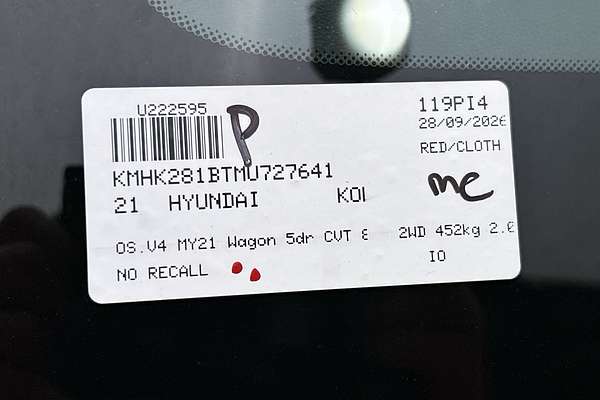 U222595 P 119PI4
28/09/2026
RED/CLOTH
KMHK281BTMU727641
me
21 HYUNDAI
OS.V4 MY21 Wagon 5dr CVT 2WD 452kg
NO RECALL IO